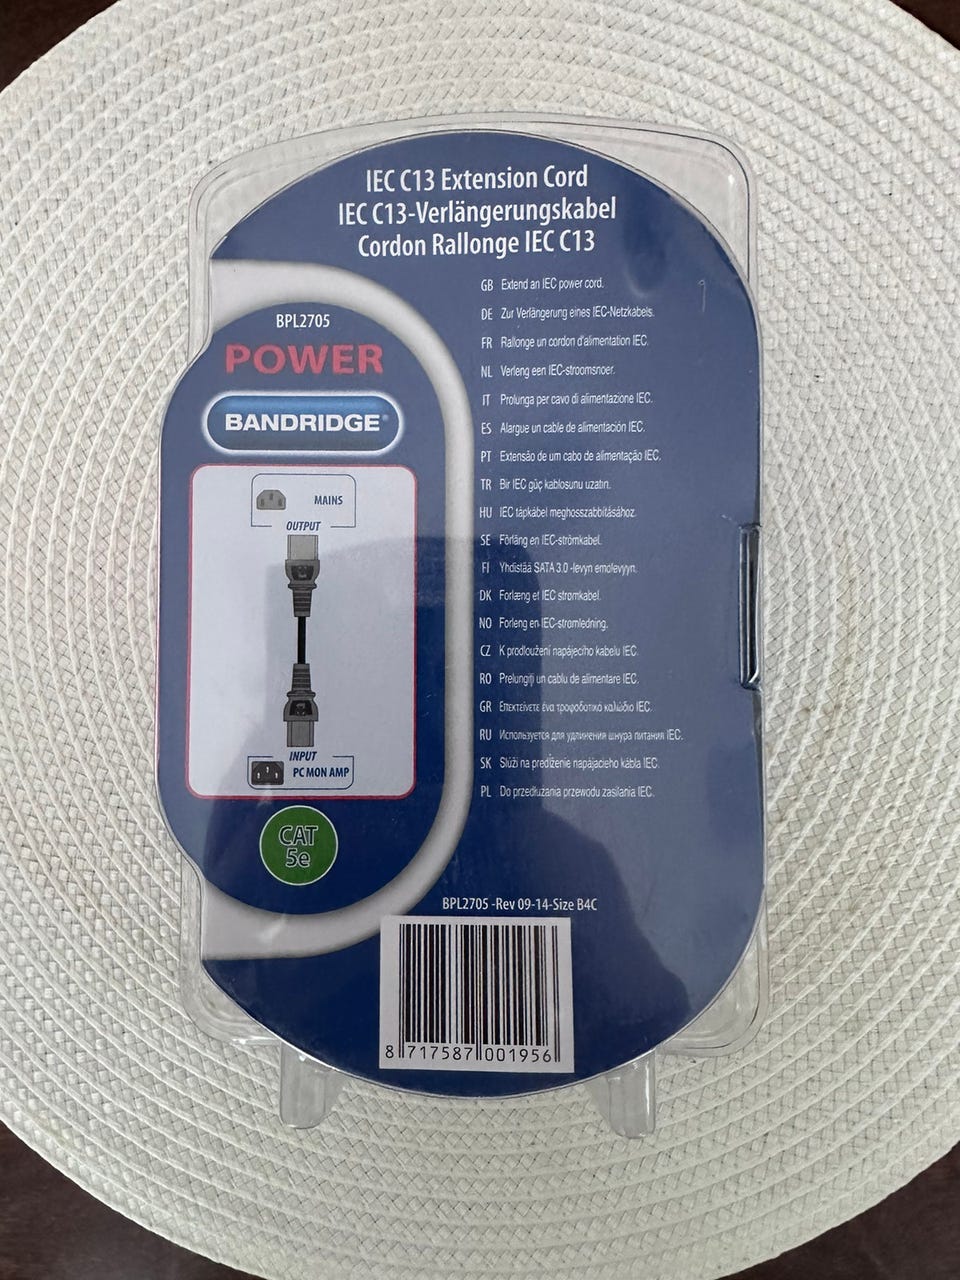 IEC C13 Extension Cord
IEC C13-Verlängerungskabel
Cordon Rallonge IEC C13
BPL2705
POWER
BANDRIDGE®
MAINS
OUTPUT
INPUT
PC MON AMP
CAT
5e
GB Extend an IEC power cord.
DE Zur Verlängerung eines IEC-Netzkabels.
FR Rallonge un cordon d'alimentation IEC.
NL Verleng een IEC-stroomsnoer.
IT Prolunga per cavo di alimentazione IEC.
ES Alargue un cable de alimentación IEC.
PT Extensão de um cabo de alimentação IEC.
TR Bir IEC güç kablosunu uzatın.
HU IEC tápkábel meghosszabbításához.
SE Förläng en IEC-strömkabel.
FI Yhdistää SATA 3.0 -levyn emolevyyn.
DK Forlæng et IEC strømkabel.
NO Forleng en IEC-strømledning.
CZ K prodloužení napájecího kabelu IEC.
RO Prelungiți un cablu de alimentare IEC.
GR Επεκτείνετε ένα τροφοδοτικό καλώδιο IEC.
RU Используется для удлинения шнура питания IEC.
SK Slúži na predĺženie napájacieho kábla IEC.
PL Do przedłużania przewodu zasilania IEC.
BPL2705 -Rev 09-14-Size B4C
8 717587 001956